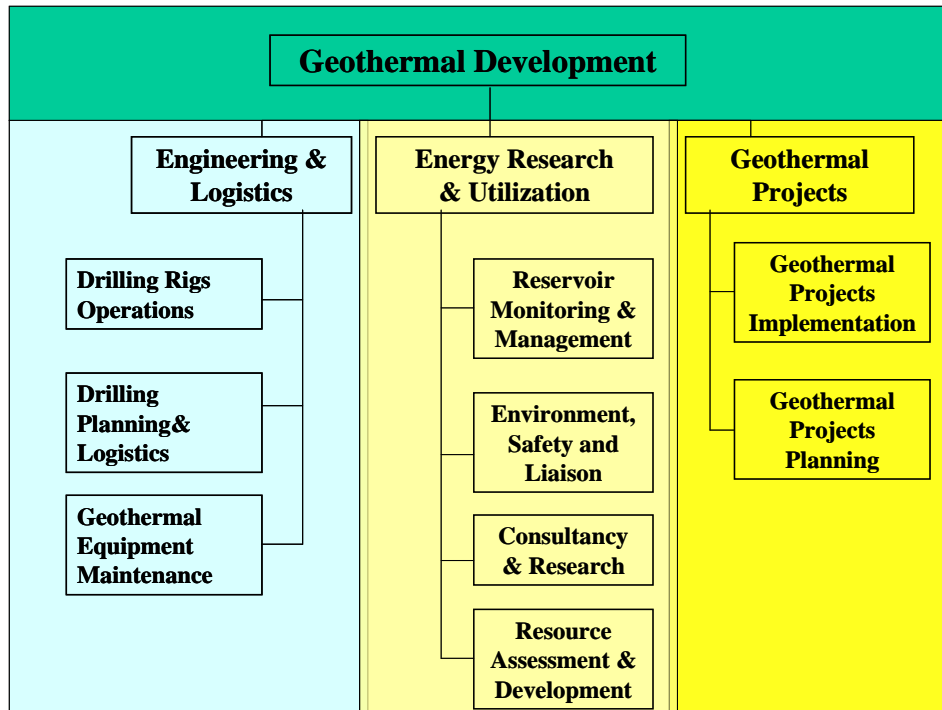 Geothermal Development
Engineering &
Logistics
Drilling Rigs
Operations
Drilling
Planning&
Logistics
Geothermal
Equipment
Maintenance
Energy Research
& Utilization
Reservoir
Monitoring &
Management
Environment,
Safety and
Liaison
Consultancy
& Research
Resource
Assessment &
Development
Geothermal
Projects
Geothermal
Projects
Implementation
Geothermal
Projects
Planning